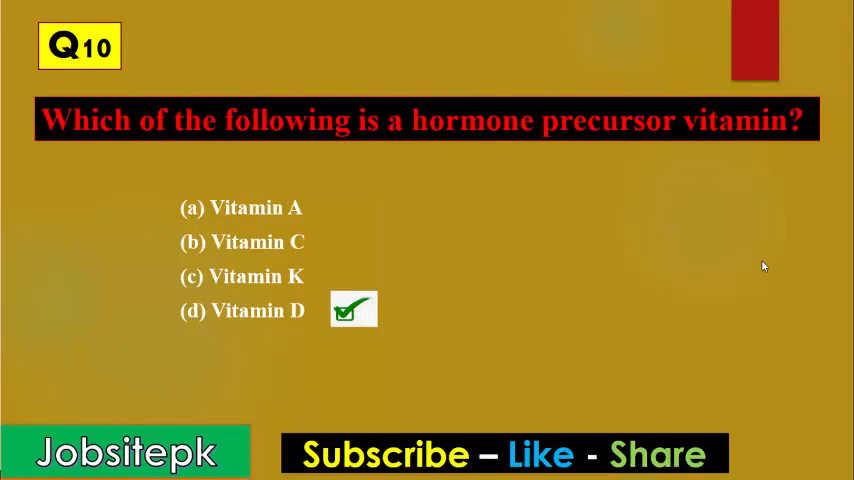 Q10
Which of the following is a hormone precursor vitamin?
(a) Vitamin A
(b) Vitamin C
(c) Vitamin K
(d) Vitamin D
Jobsitepk
Subscribe – Like - Share